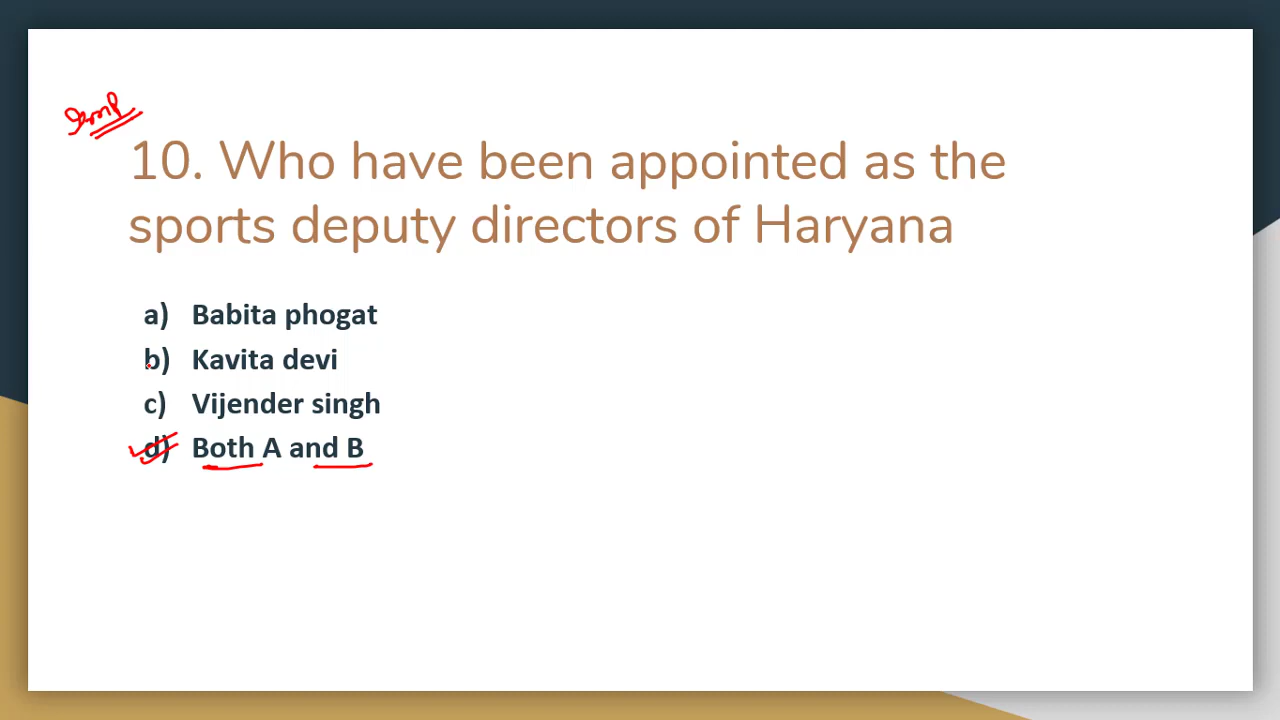 Imp
10. Who have been appointed as the
sports deputy directors of Haryana
a) Babita phogat
b) Kavita devi
c) Vijender singh
d) Both A and B